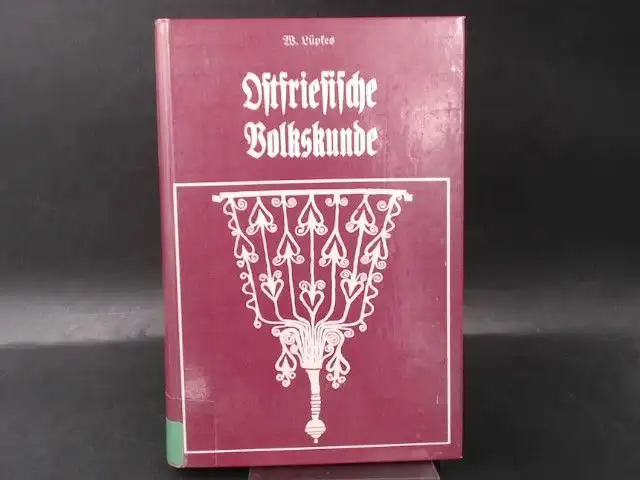 W. Lüpkes
Ostfriesische
Volkskunde